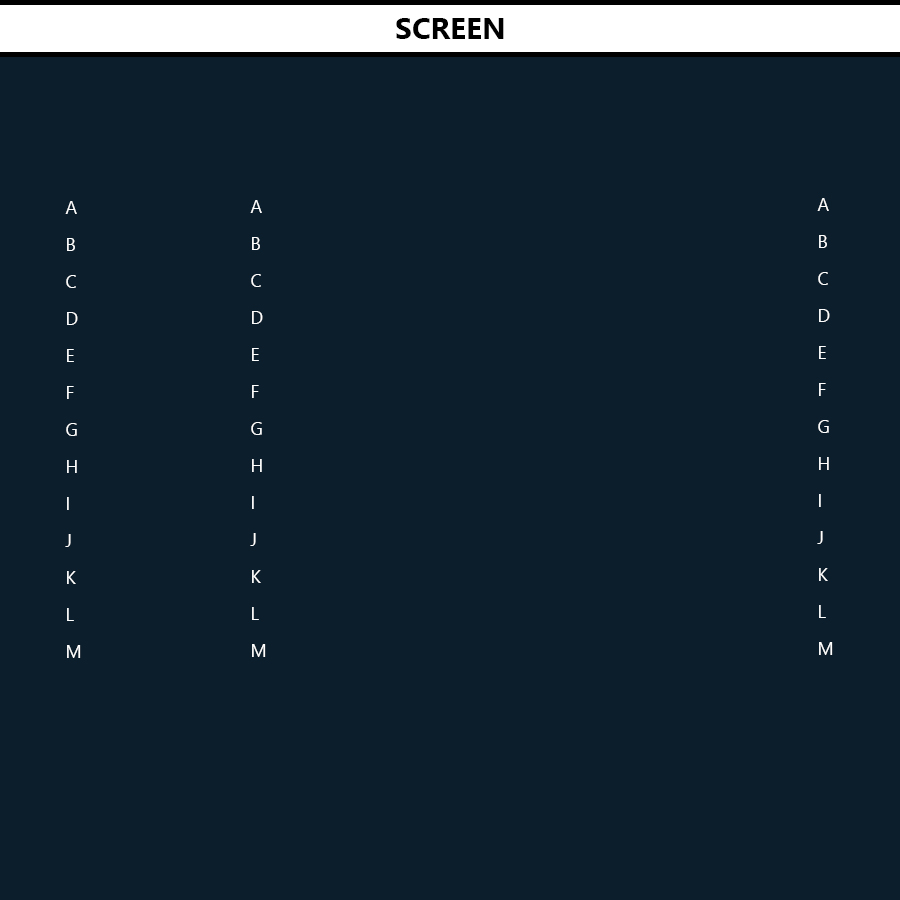 SCREEN
A A A
B B B
C C C
D D D
E E E
F F F
G G G
H H H
I I I
J J J
K K K
L L L
M M M